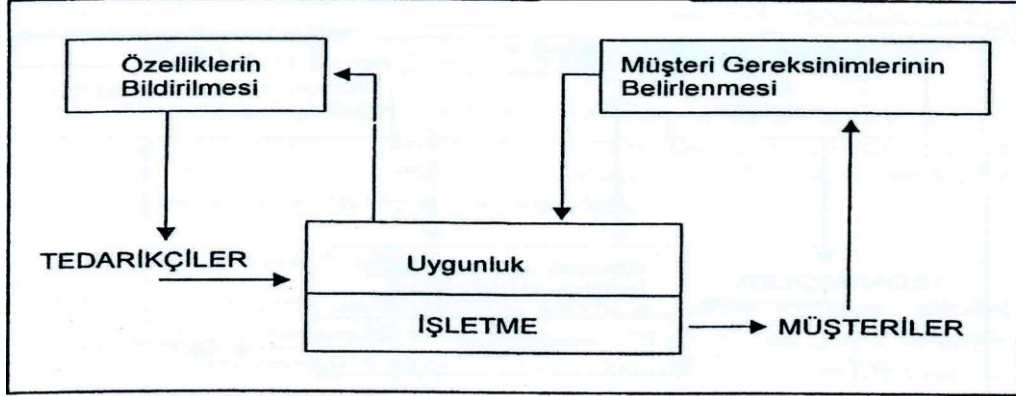 Özelliklerin
Bildirilmesi
Müşteri Gereksinimlerinin
Belirlenmesi
TEDARİKÇİLER
Uygunluk
İŞLETME
MÜŞTERİLER